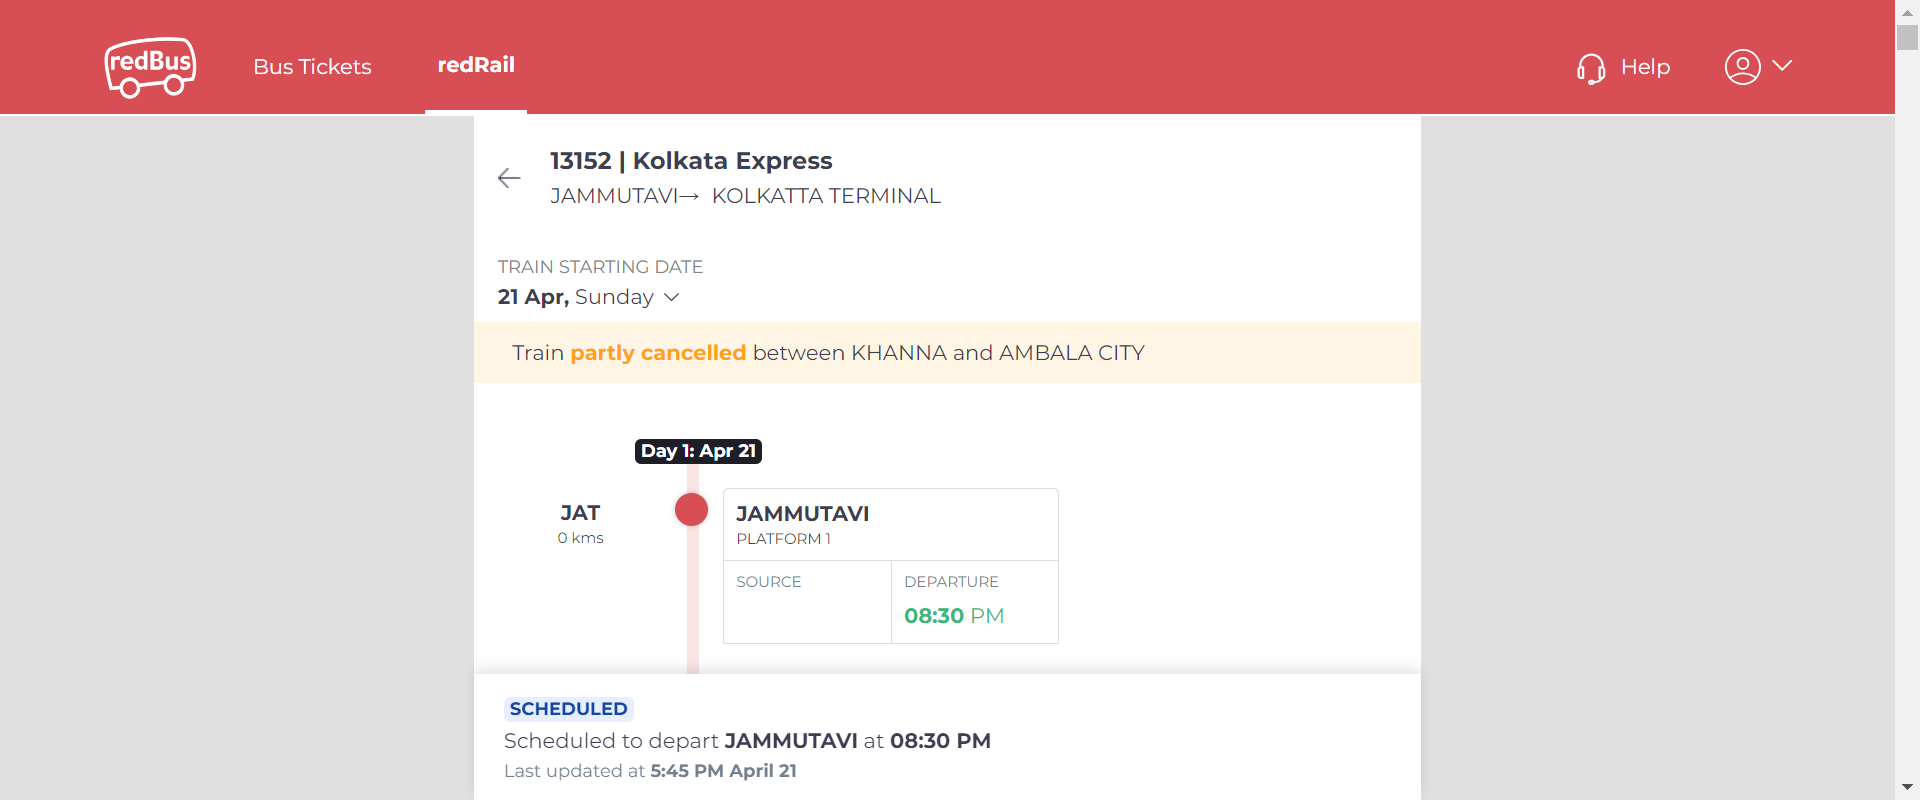 redBus
Bus Tickets
redRail
Help
13152 | Kolkata Express
JAMMUTAVI→ KOLKATTA TERMINAL
TRAIN STARTING DATE
21 Apr, Sunday
Train partly cancelled between KHANNA and AMBALA CITY
Day 1: Apr 21
JAT
0 kms
JAMMUTAVI
PLATFORM 1
SOURCE
DEPARTURE
08:30 PM
SCHEDULED
Scheduled to depart JAMMUTAVI at 08:30 PM
Last updated at 5:45 PM April 21